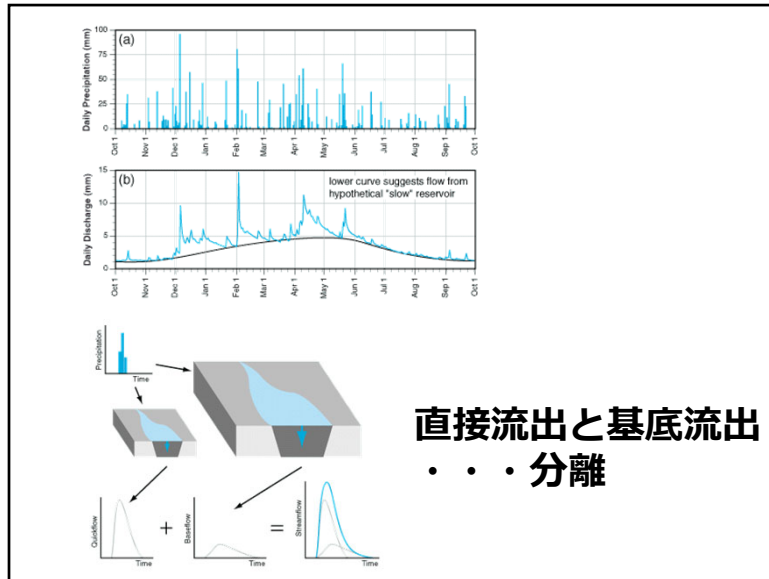 (a)
Daily Precipitation (mm)
100
75
50
25
0
Oct 1 Nov 1 Dec 1 Jan 1 Feb 1 Mar 1 Apr 1 May 1 Jun 1 Jul 1 Aug 1 Sep 1 Oct 1
(b)
lower curve suggests flow from
hypothetical "slow" reservoir
Daily Discharge (mm)
15
10
5
0
Oct 1 Nov 1 Dec 1 Jan 1 Feb 1 Mar 1 Apr 1 May 1 Jun 1 Jul 1 Aug 1 Sep 1 Oct 1
Precipitation
Time
直接流出と基底流出
・・・分離
Quickflow
Time
+
Baseflow
Time
=
Streamflow
Time